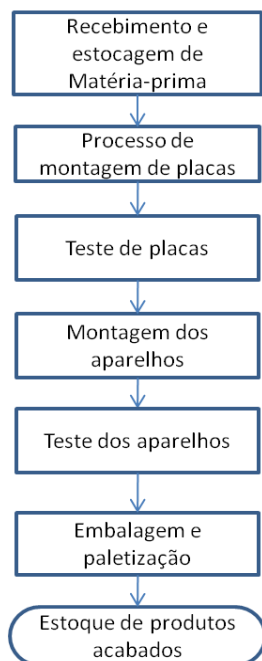 Recebimento e
estocagem de
Matéria-prima
Processo de
montagem de placas
Teste de placas
Montagem dos
aparelhos
Teste dos aparelhos
Embalagem e
paletização
Estoque de produtos
acabados